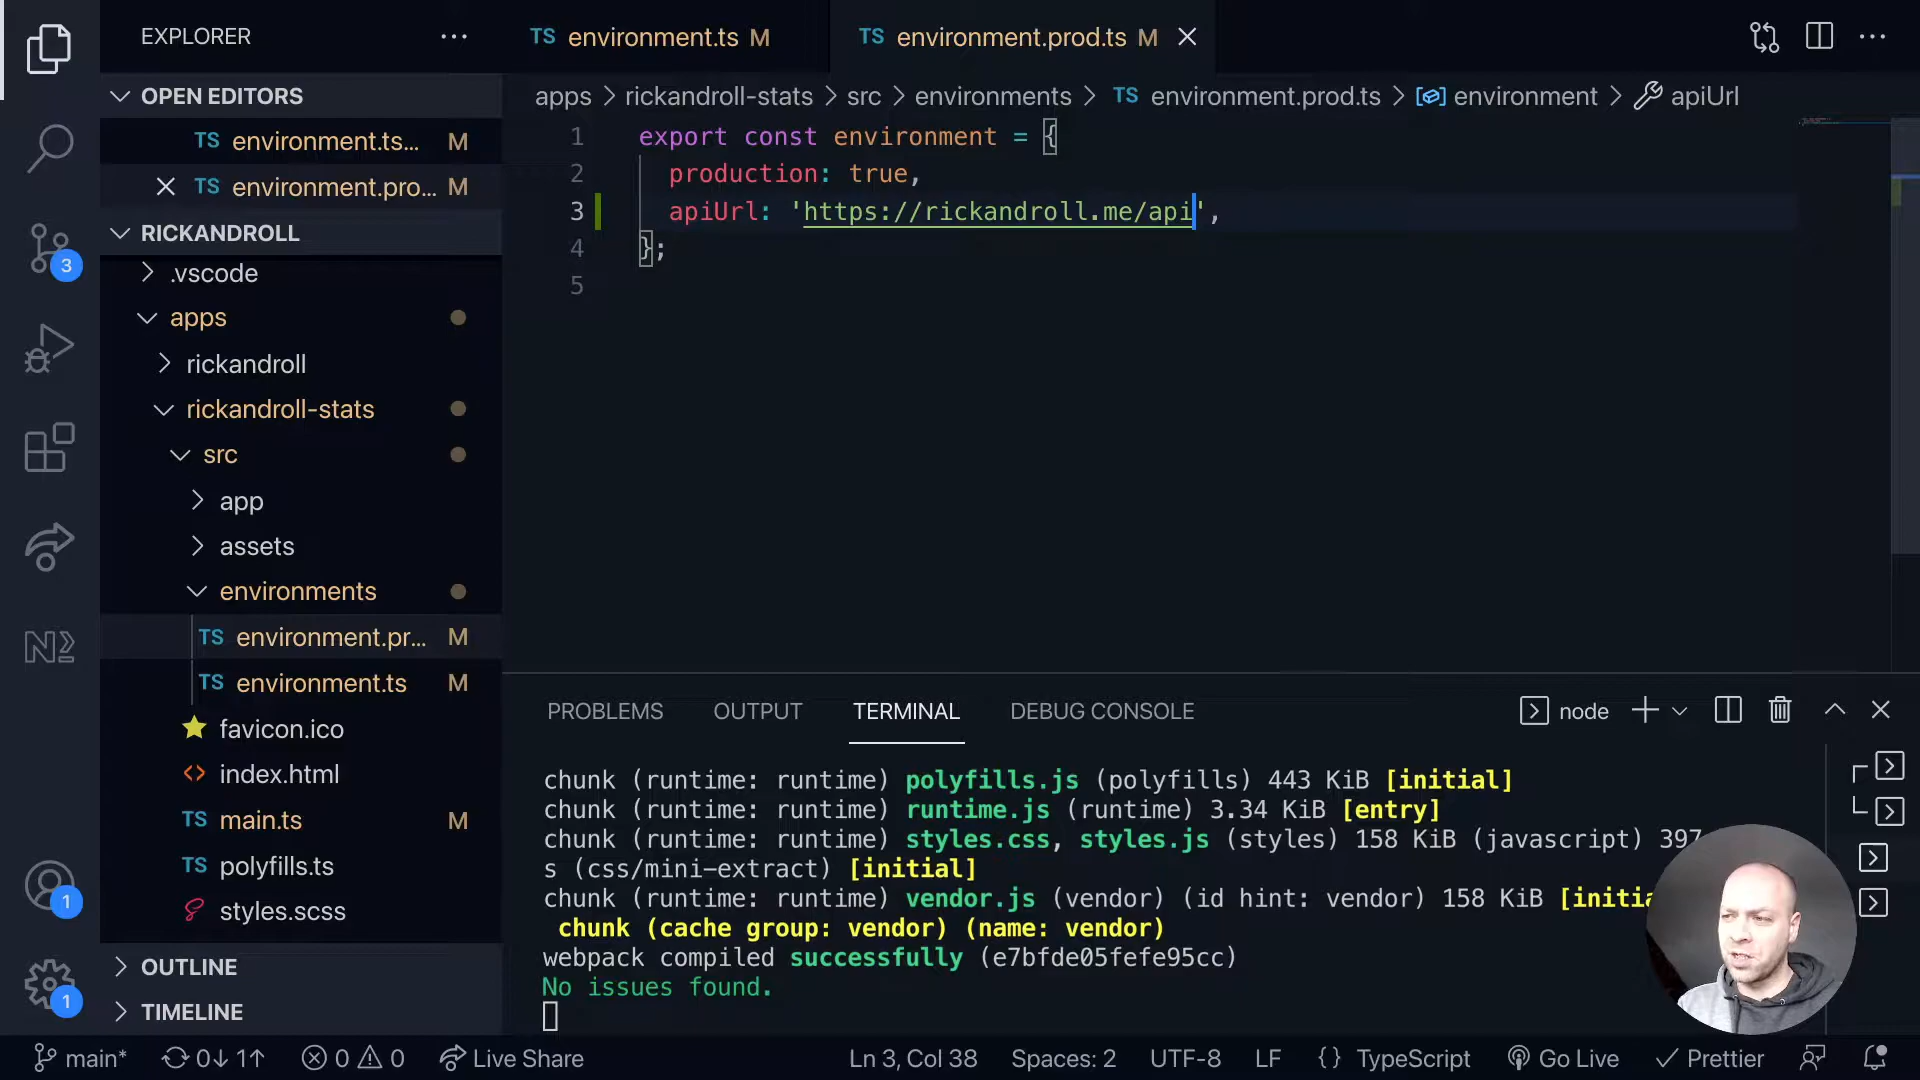 EXPLORER
OPEN EDITORS
TS environment.ts... M
TS environment.pro... M
RICKANDROLL
.vscode
apps
rickandroll
rickandroll-stats
src
app
assets
environments
TS environment.pr... M
TS environment.ts M
favicon.ico
index.html
TS main.ts M
TS polyfills.ts
styles.scss
OUTLINE
TIMELINE
3
1
1
TS environment.ts M
TS environment.prod.ts M
apps > rickandroll-stats > src > environments > TS environment.prod.ts > environment > apiUrl
1 export const environment = {
2 production: true,
3 apiUrl: 'https://rickandroll.me/api',
4 };
5
PROBLEMS OUTPUT TERMINAL DEBUG CONSOLE
node
chunk (runtime: runtime) polyfills.js (polyfills) 443 KiB [initial]
chunk (runtime: runtime) runtime.js (runtime) 3.34 KiB [entry]
chunk (runtime: runtime) styles.css, styles.js (styles) 158 KiB (javascript) 397
s (css/mini-extract) [initial]
chunk (runtime: runtime) vendor.js (vendor) (id hint: vendor) 158 KiB [initia
chunk (cache group: vendor) (name: vendor)
webpack compiled successfully (e7bfde05fefe95cc)
No issues found.
main* 0↓ 1↑ 0 0 Live Share Ln 3, Col 38 Spaces: 2 UTF-8 LF {} TypeScript Go Live Prettier